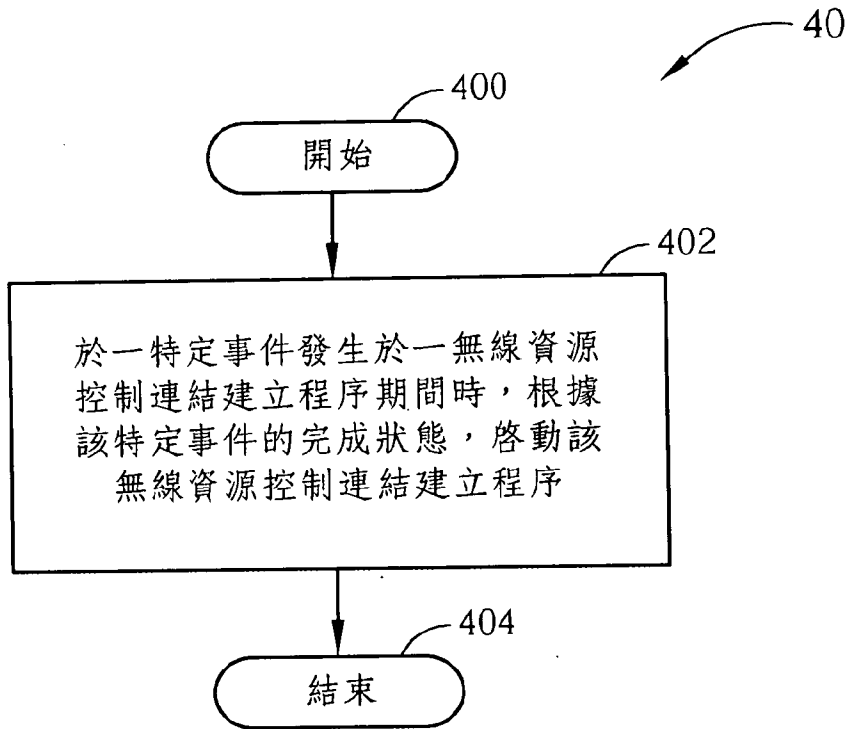 40
400
開始
402
於一特定事件發生於一無線資源
控制連結建立程序期間時，根據
該特定事件的完成狀態，啓動該
無線資源控制連結建立程序
404
結束